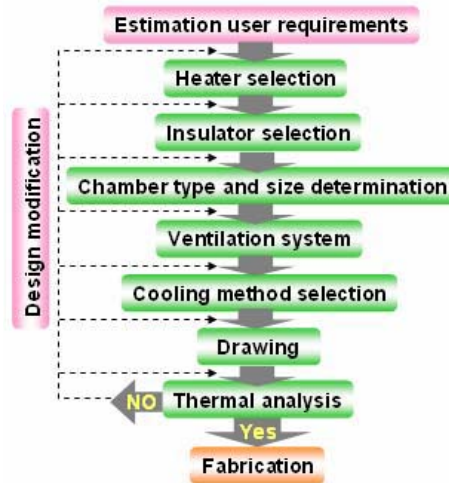 Estimation user requirements
Heater selection
Insulator selection
Chamber type and size determination
Ventilation system
Cooling method selection
Drawing
Thermal analysis
NO
Yes
Fabrication
Design modification